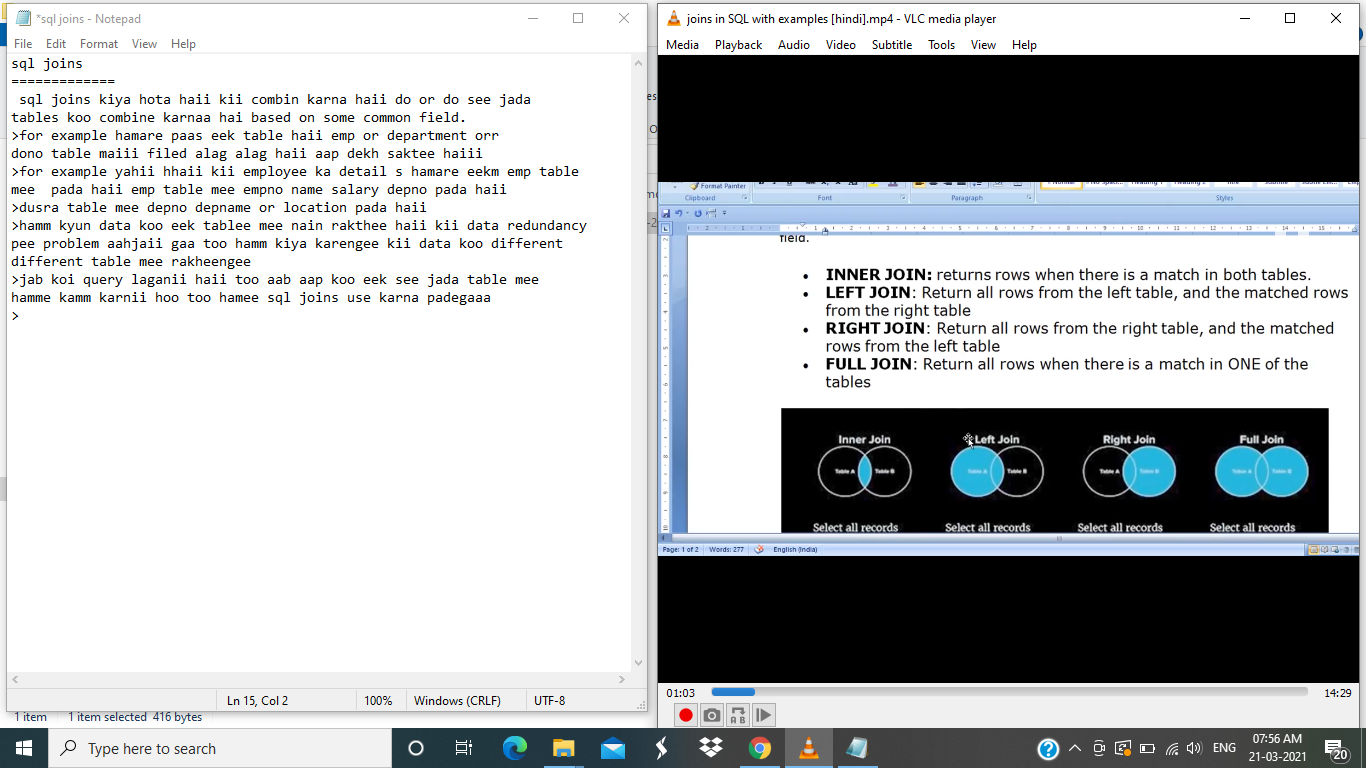 *sql joins - Notepad
File Edit Format View Help
sql joins
=============
sql joins kiya hota haii kii combin karna haii do or do see jada
tables koo combine karnaa hai based on some common field.
>for example hamare paas eek table haii emp or department orr
dono table maiii filed alag alag haii aap dekh saktee haiii
>for example yahii hhaii kii employee ka detail s hamare eekm emp table
mee  pada haii emp table mee empno name salary depno pada haii
>dusra table mee depno depname or location pada haii
>hamm kyun data koo eek tablee mee nain rakthee haii kii data redundancy
pee problem aahjaii gaa too hamm kiya karengee kii data koo different
different table mee rakheengee
>jab koi query laganii haii too aab aap koo eek see jada table mee
hamme kamm karnii hoo too hamee sql joins use karna padegaaa
>
Ln 15, Col 2 100% Windows (CRLF) UTF-8
1 item 1 item selected 416 bytes
joins in SQL with examples [hindi].mp4 - VLC media player
Media Playback Audio Video Subtitle Tools View Help
Format Painter
Clipboard Font Paragraph Styles
field.
• INNER JOIN: returns rows when there is a match in both tables.
• LEFT JOIN: Return all rows from the left table, and the matched rows
from the right table
• RIGHT JOIN: Return all rows from the right table, and the matched
rows from the left table
• FULL JOIN: Return all rows when there is a match in ONE of the
tables
Inner Join Left Join Right Join Full Join
Table A Table B Table A Table B Table A Table B Table A Table B
Select all records Select all records Select all records Select all records
Page: 1 of 2 Words: 277 English (India)
01:03 14:29
Type here to search
ENG
07:56 AM
21-03-2021
20